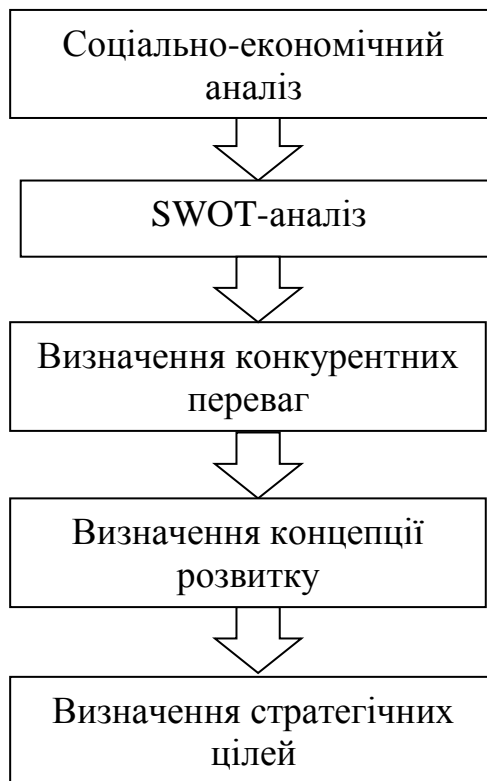 Соціально-економічний
аналіз
SWOT-аналіз
Визначення конкурентних
переваг
Визначення концепції
розвитку
Визначення стратегічних
цілей